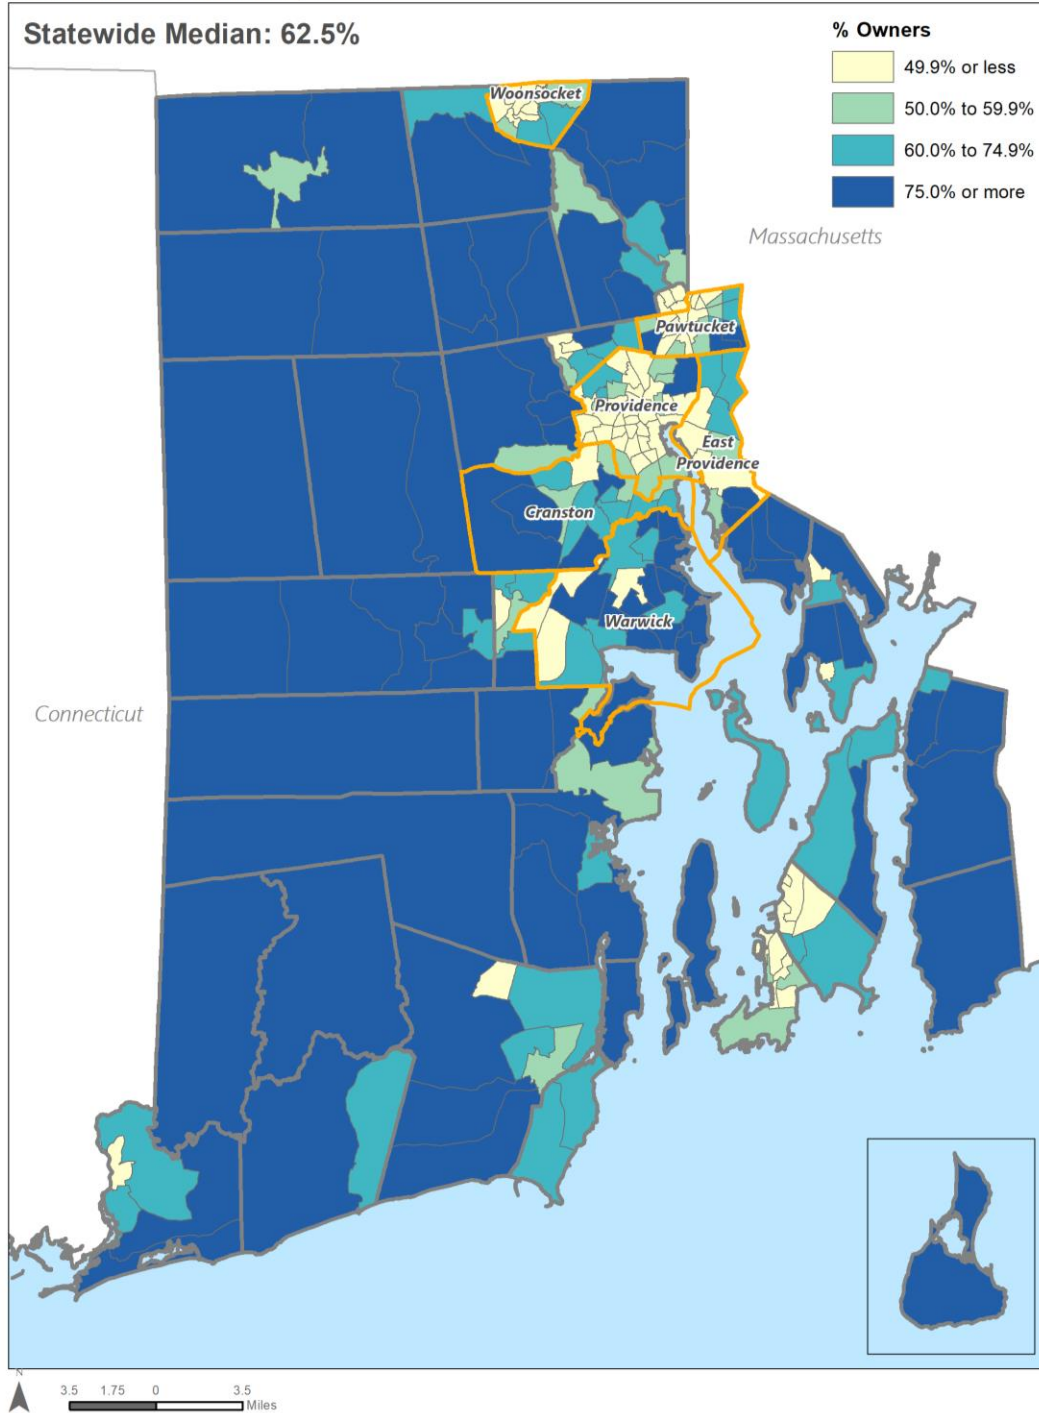 Statewide Median: 62.5%
% Owners
49.9% or less
50.0% to 59.9%
60.0% to 74.9%
75.0% or more
Woonsocket
Massachusetts
Pawtucket
Providence
East
Providence
Cranston
Warwick
Connecticut
N
3.5 1.75 0 3.5
Miles